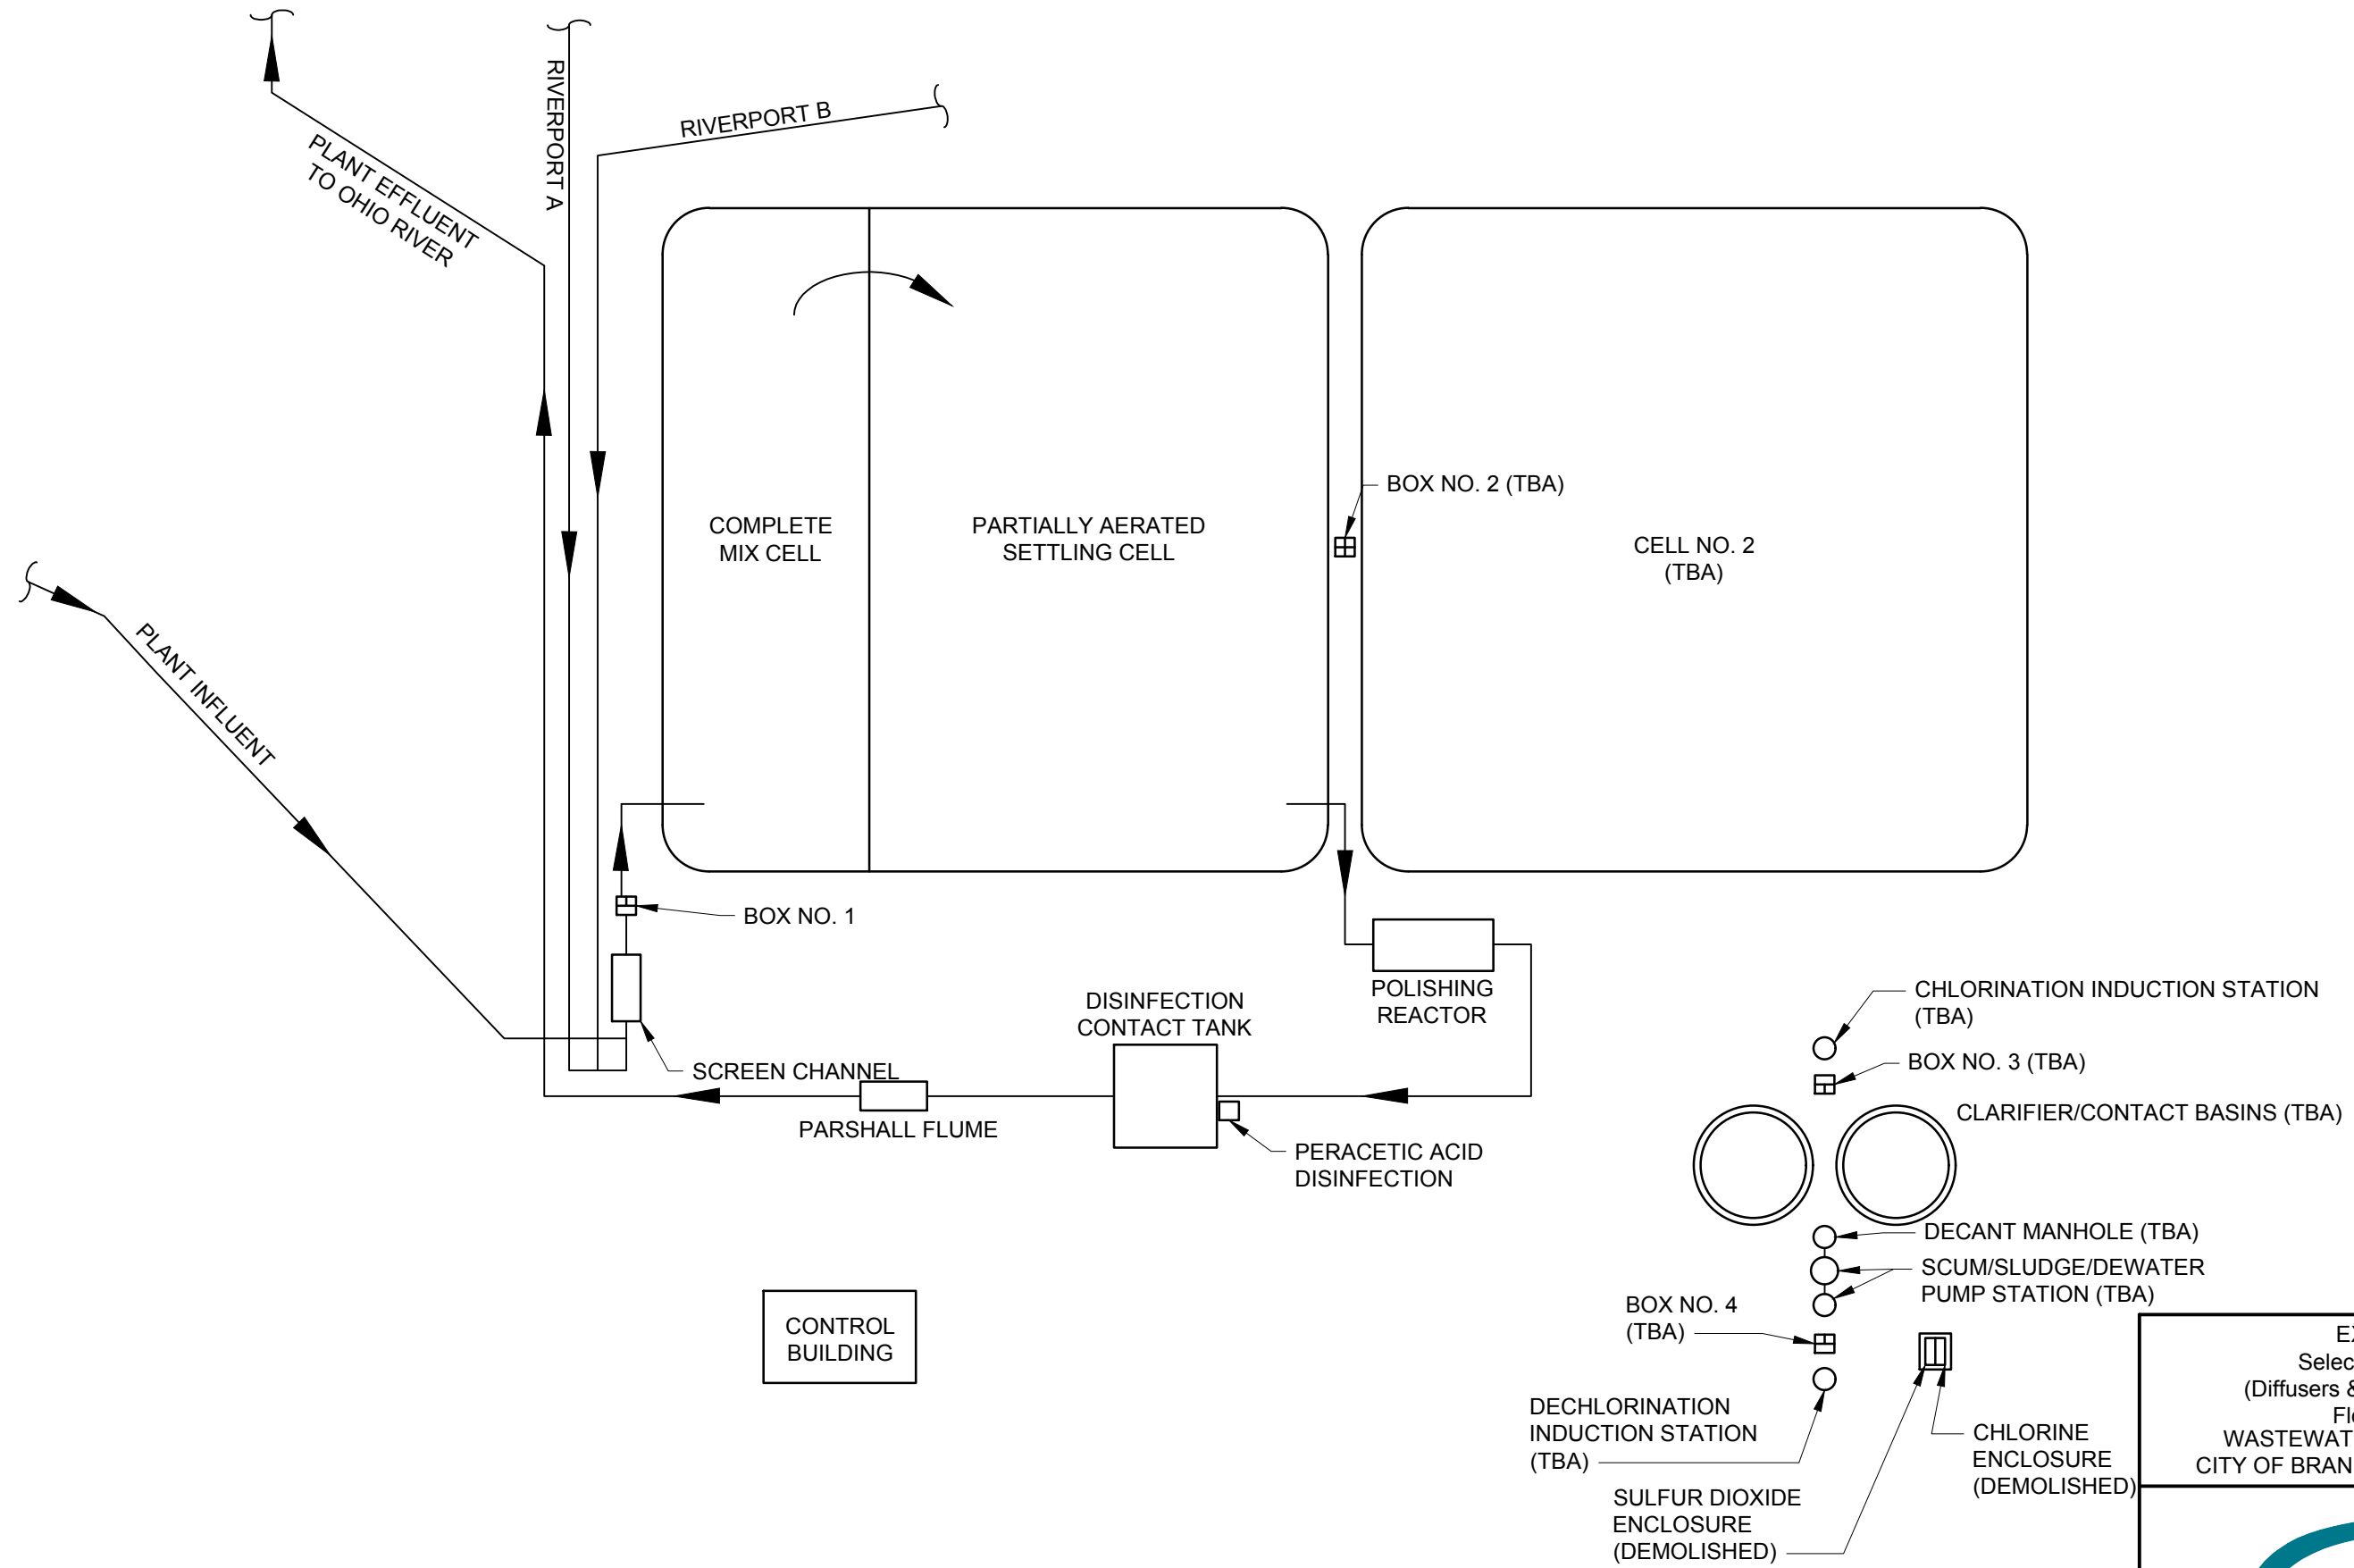 RIVERPORT A
RIVERPORT B
PLANT EFFLUENT
TO OHIO RIVER
BOX NO. 2 (TBA)
COMPLETE
MIX CELL
PARTIALLY AERATED
SETTLING CELL
CELL NO. 2
(TBA)
PLANT INFLUENT
BOX NO. 1
POLISHING
REACTOR
DISINFECTION
CONTACT TANK
SCREEN CHANNEL
PARSHALL FLUME
PERACETIC ACID
DISINFECTION
CHLORINATION INDUCTION STATION
(TBA)
BOX NO. 3 (TBA)
CLARIFIER/CONTACT BASINS (TBA)
DECANT MANHOLE (TBA)
SCUM/SLUDGE/DEWATER
PUMP STATION (TBA)
BOX NO. 4
(TBA)
CONTROL
BUILDING
DECHLORINATION
INDUCTION STATION
(TBA)
CHLORINE
ENCLOSURE
(DEMOLISHED)
SULFUR DIOXIDE
ENCLOSURE
(DEMOLISHED)
(Diffusers &
CITY OF